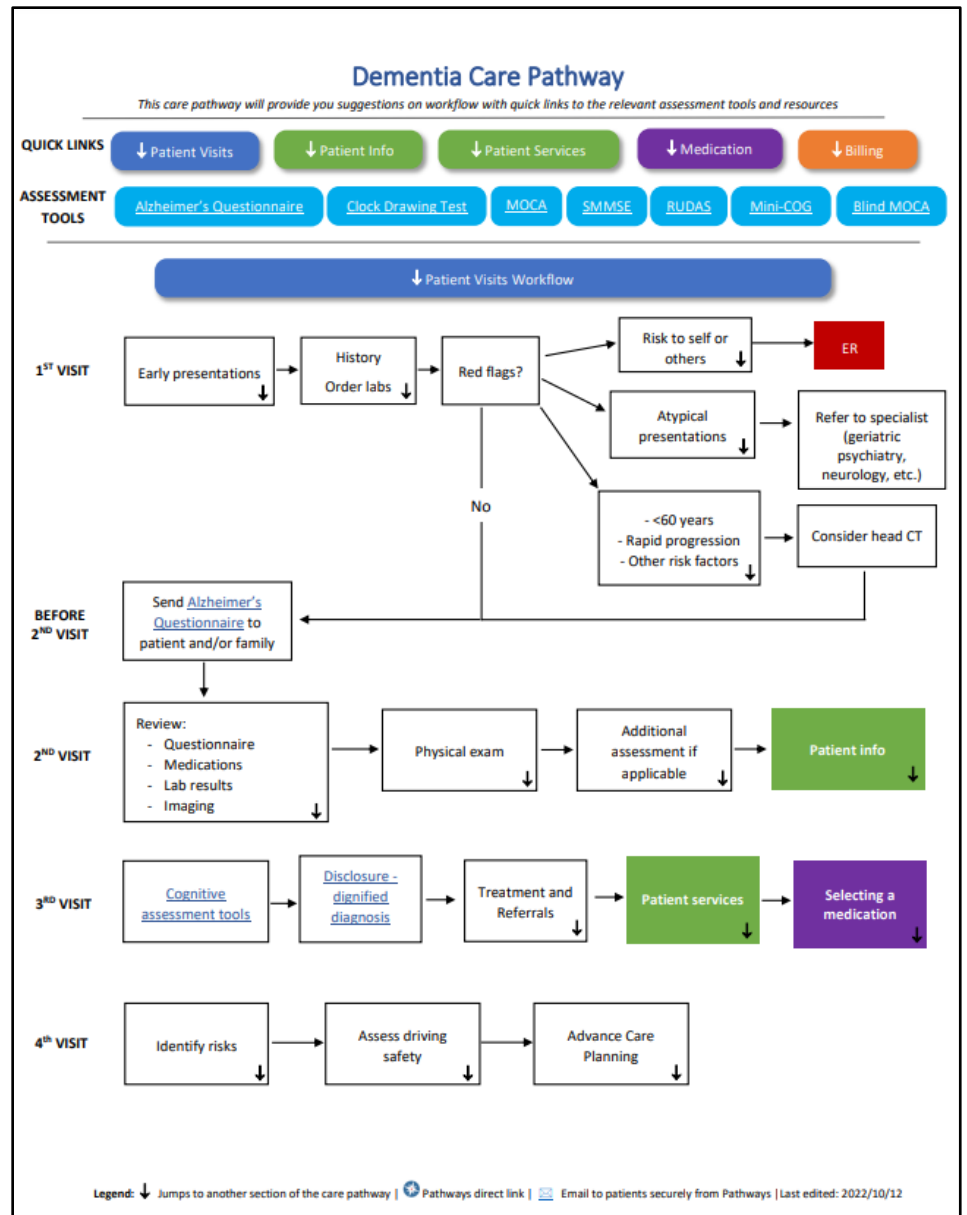 Dementia Care Pathway
This care pathway will provide you suggestions on workflow with quick links to the relevant assessment tools and resources
QUICK LINKS
↓ Patient Visits
↓ Patient Info
↓ Patient Services
↓ Medication
↓ Billing
ASSESSMENT
TOOLS
Alzheimer's Questionnaire
Clock Drawing Test
MOCA
SMMSE
RUDAS
Mini-COG
Blind MOCA
↓ Patient Visits Workflow
1ST VISIT
Early presentations
History
Order labs
Red flags?
Risk to self or
others
ER
Atypical
presentations
Refer to specialist
(geriatric
psychiatry,
neurology, etc.)
No
- <60 years
- Rapid progression
- Other risk factors
Consider head CT
BEFORE
2ND VISIT
Send Alzheimer's
Questionnaire to
patient and/or family
2ND VISIT
Review:
- Questionnaire
- Medications
- Lab results
- Imaging
Physical exam
Additional
assessment if
applicable
Patient info
3RD VISIT
Cognitive
assessment tools
Disclosure -
dignified
diagnosis
Treatment and
Referrals
Patient services
Selecting a
medication
4th VISIT
Identify risks
Assess driving
safety
Advance Care
Planning
Legend: ↓ Jumps to another section of the care pathway | Pathways direct link | Email to patients securely from Pathways |Last edited: 2022/10/12